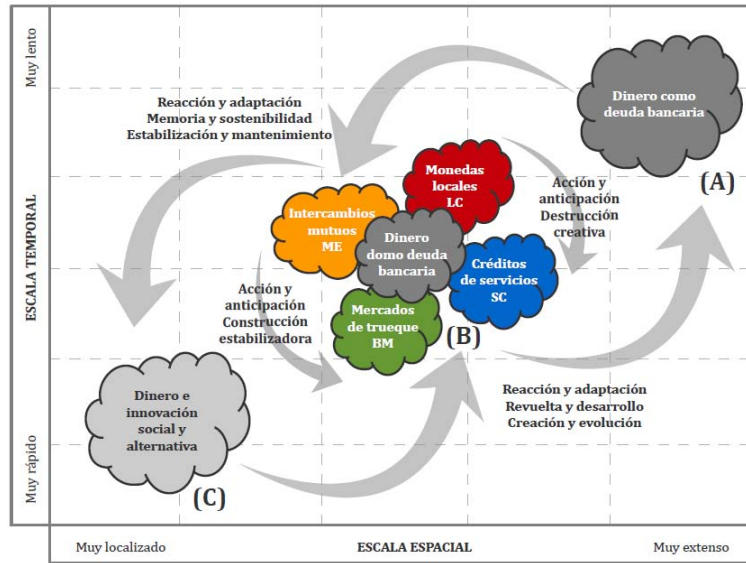 Muy lento
ESCALA TEMPORAL
Muy rápido
Dinero como
deuda bancaria
(A)
Reacción y adaptación
Memoria y sostenibilidad
Estabilización y mantenimiento
Monedas
locales
LC
Acción y
anticipación
Destrucción
creativa
Intercambios
mutuos
ME
Dinero
domo deuda
bancaria
Créditos
de servicios
SC
Acción y
anticipación
Construcción
estabilizadora
Mercados
de trueque
BM
(B)
Dinero e
innovación
social y
alternativa
(C)
Reacción y adaptación
Revuelta y desarrollo
Creación y evolución
Muy localizado
ESCALA ESPACIAL
Muy extenso